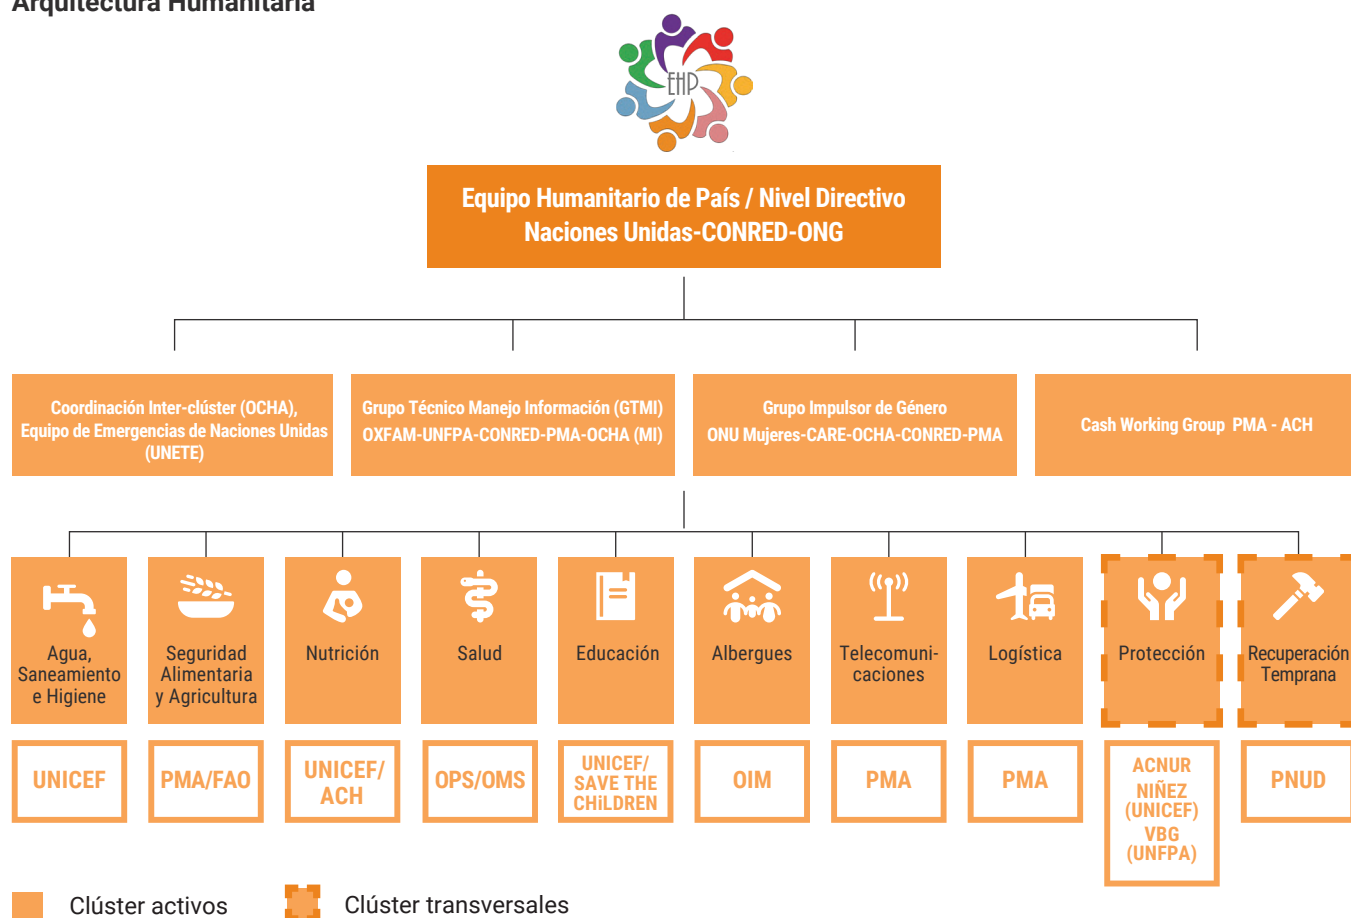 Arquitectura Humanitaria
EHP
Equipo Humanitario de País / Nivel Directivo
Naciones Unidas-CONRED-ONG
Coordinación Inter-clúster (OCHA),
Equipo de Emergencias de Naciones Unidas
(UNETE)
Grupo Técnico Manejo Información (GTMI)
OXFAM-UNFPA-CONRED-PMA-OCHA (MI)
Grupo Impulsor de Género
ONU Mujeres-CARE-OCHA-CONRED-PMA
Cash Working Group PMA - ACH
Agua,
Saneamiento
e Higiene
Seguridad
Alimentaria
y Agricultura
Nutrición
Salud
Educación
Albergues
Telecomuni-
caciones
Logística
Protección
Recuperación
Temprana
UNICEF
PMA/FAO
UNICEF/
ACH
OPS/OMS
UNICEF/
SAVE THE
CHiLDREN
OIM
PMA
PMA
ACNUR
NIÑEZ
(UNICEF)
VBG
(UNFPA)
PNUD
Clúster activos
Clúster transversales